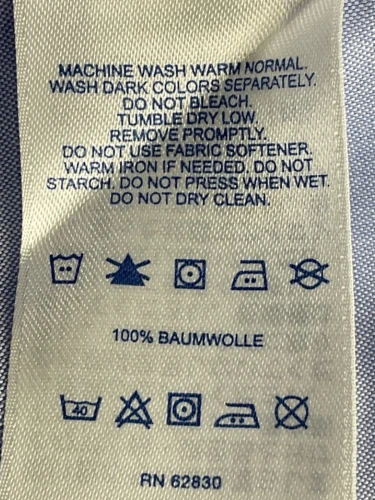 MACHINE WASH WARM NORMAL.
WASH DARK COLORS SEPARATELY.
DO NOT BLEACH.
TUMBLE DRY LOW.
REMOVE PROMPTLY.
DO NOT USE FABRIC SOFTENER.
WARM IRON IF NEEDED. DO NOT
STARCH. DO NOT PRESS WHEN WET.
DO NOT DRY CLEAN.
100% BAUMWOLLE
40
RN 62830